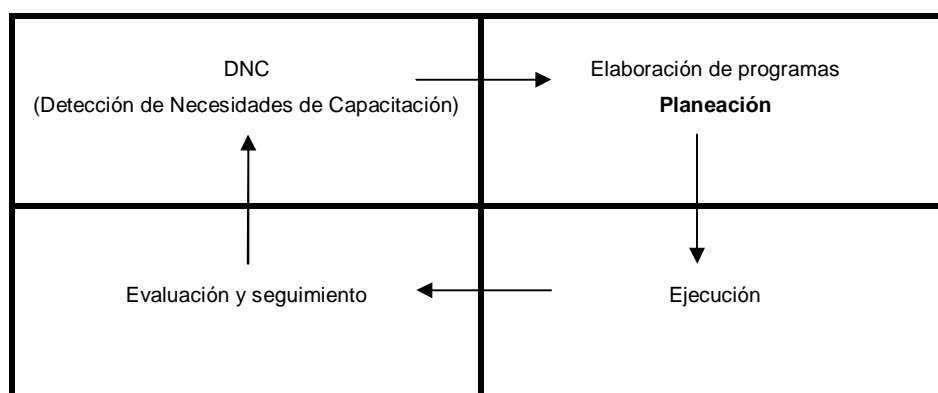 DNC
(Detección de Necesidades de Capacitación)
Elaboración de programas
Planeación
Evaluación y seguimiento
Ejecución